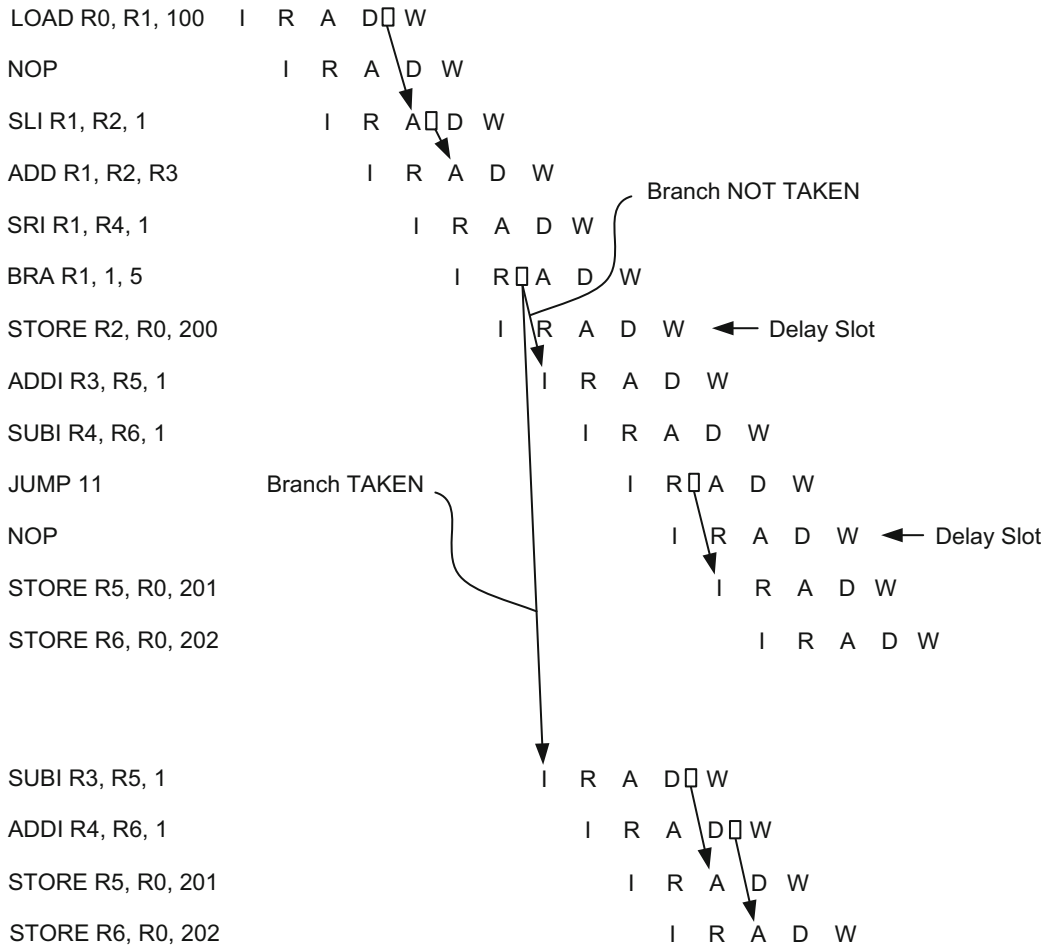 LOAD R0, R1, 100 I R A D W
NOP I R A D W
SLI R1, R2, 1 I R A D W
ADD R1, R2, R3 I R A D W
Branch NOT TAKEN
SRI R1, R4, 1 I R A D W
BRA R1, 1, 5 I R A D W
STORE R2, R0, 200 I R A D W Delay Slot
ADDI R3, R5, 1 I R A D W
SUBI R4, R6, 1 I R A D W
JUMP 11 Branch TAKEN I R A D W
NOP I R A D W Delay Slot
STORE R5, R0, 201 I R A D W
STORE R6, R0, 202 I R A D W
SUBI R3, R5, 1 I R A D W
ADDI R4, R6, 1 I R A D W
STORE R5, R0, 201 I R A D W
STORE R6, R0, 202 I R A D W